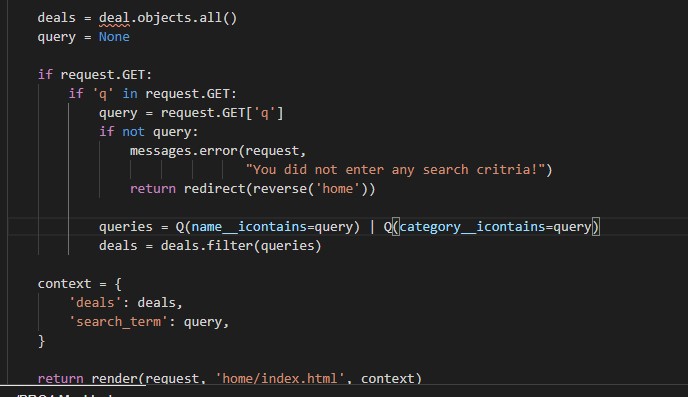 deals = deal.objects.all()
query = None
if request.GET:
if 'q' in request.GET:
query = request.GET['q']
if not query:
messages.error(request,
"You did not enter any search critria!")
return redirect(reverse('home'))
queries = Q(name__icontains=query) | Q(category__icontains=query)
deals = deals.filter(queries)
context = {
'deals': deals,
'search_term': query,
}
return render(request, 'home/index.html', context)